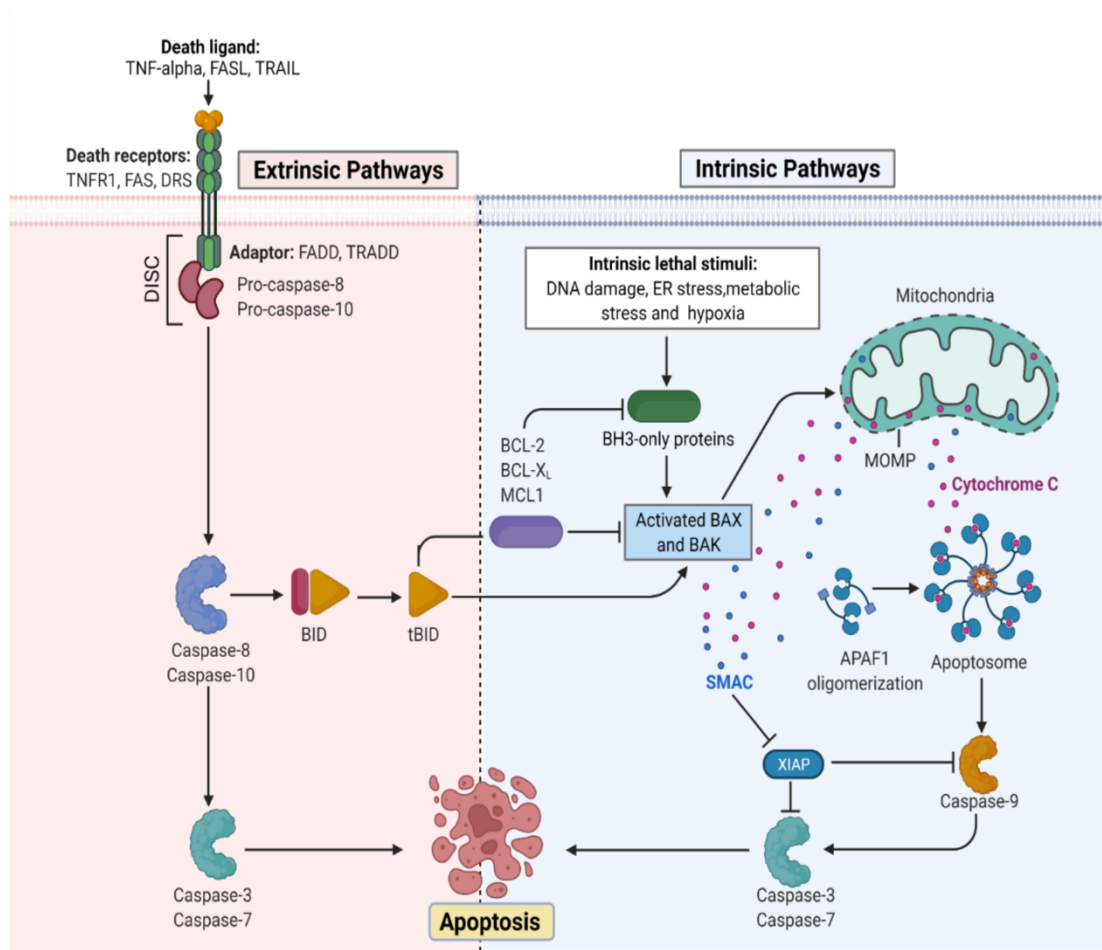 Death ligand:
TNF-alpha, FASL, TRAIL
Death receptors:
TNFR1, FAS, DRS
Extrinsic Pathways
Intrinsic Pathways
DISC
Adaptor: FADD, TRADD
Pro-caspase-8
Pro-caspase-10
Intrinsic lethal stimuli:
DNA damage, ER stress,metabolic
stress and hypoxia
Mitochondria
BH3-only proteins
BCL-2
BCL-XL
MCL1
MOMP
Cytochrome C
Activated BAX
and BAK
BID
tBID
Caspase-8
Caspase-10
APAF1
oligomerization
Apoptosome
SMAC
XIAP
Caspase-9
Caspase-3
Caspase-7
Apoptosis
Caspase-3
Caspase-7